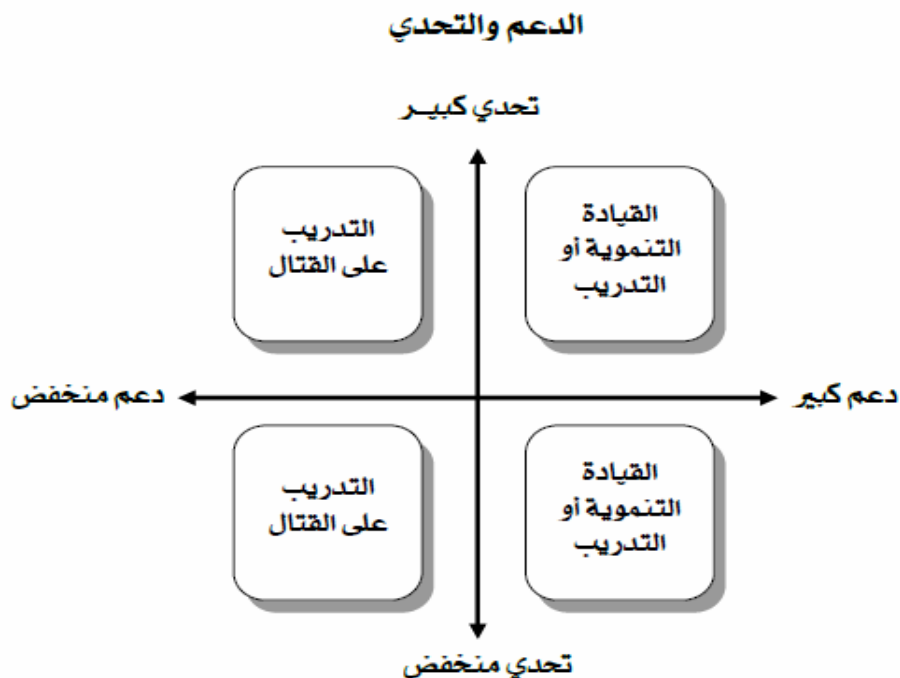 الدعم والتحدي
تحدي كبيـر
القيادة
التنموية أو
التدريب
التدريب
على القتال
دعم كبير
دعم منخفض
القيادة
التنموية أو
التدريب
التدريب
على القتال
تحدي منخفض